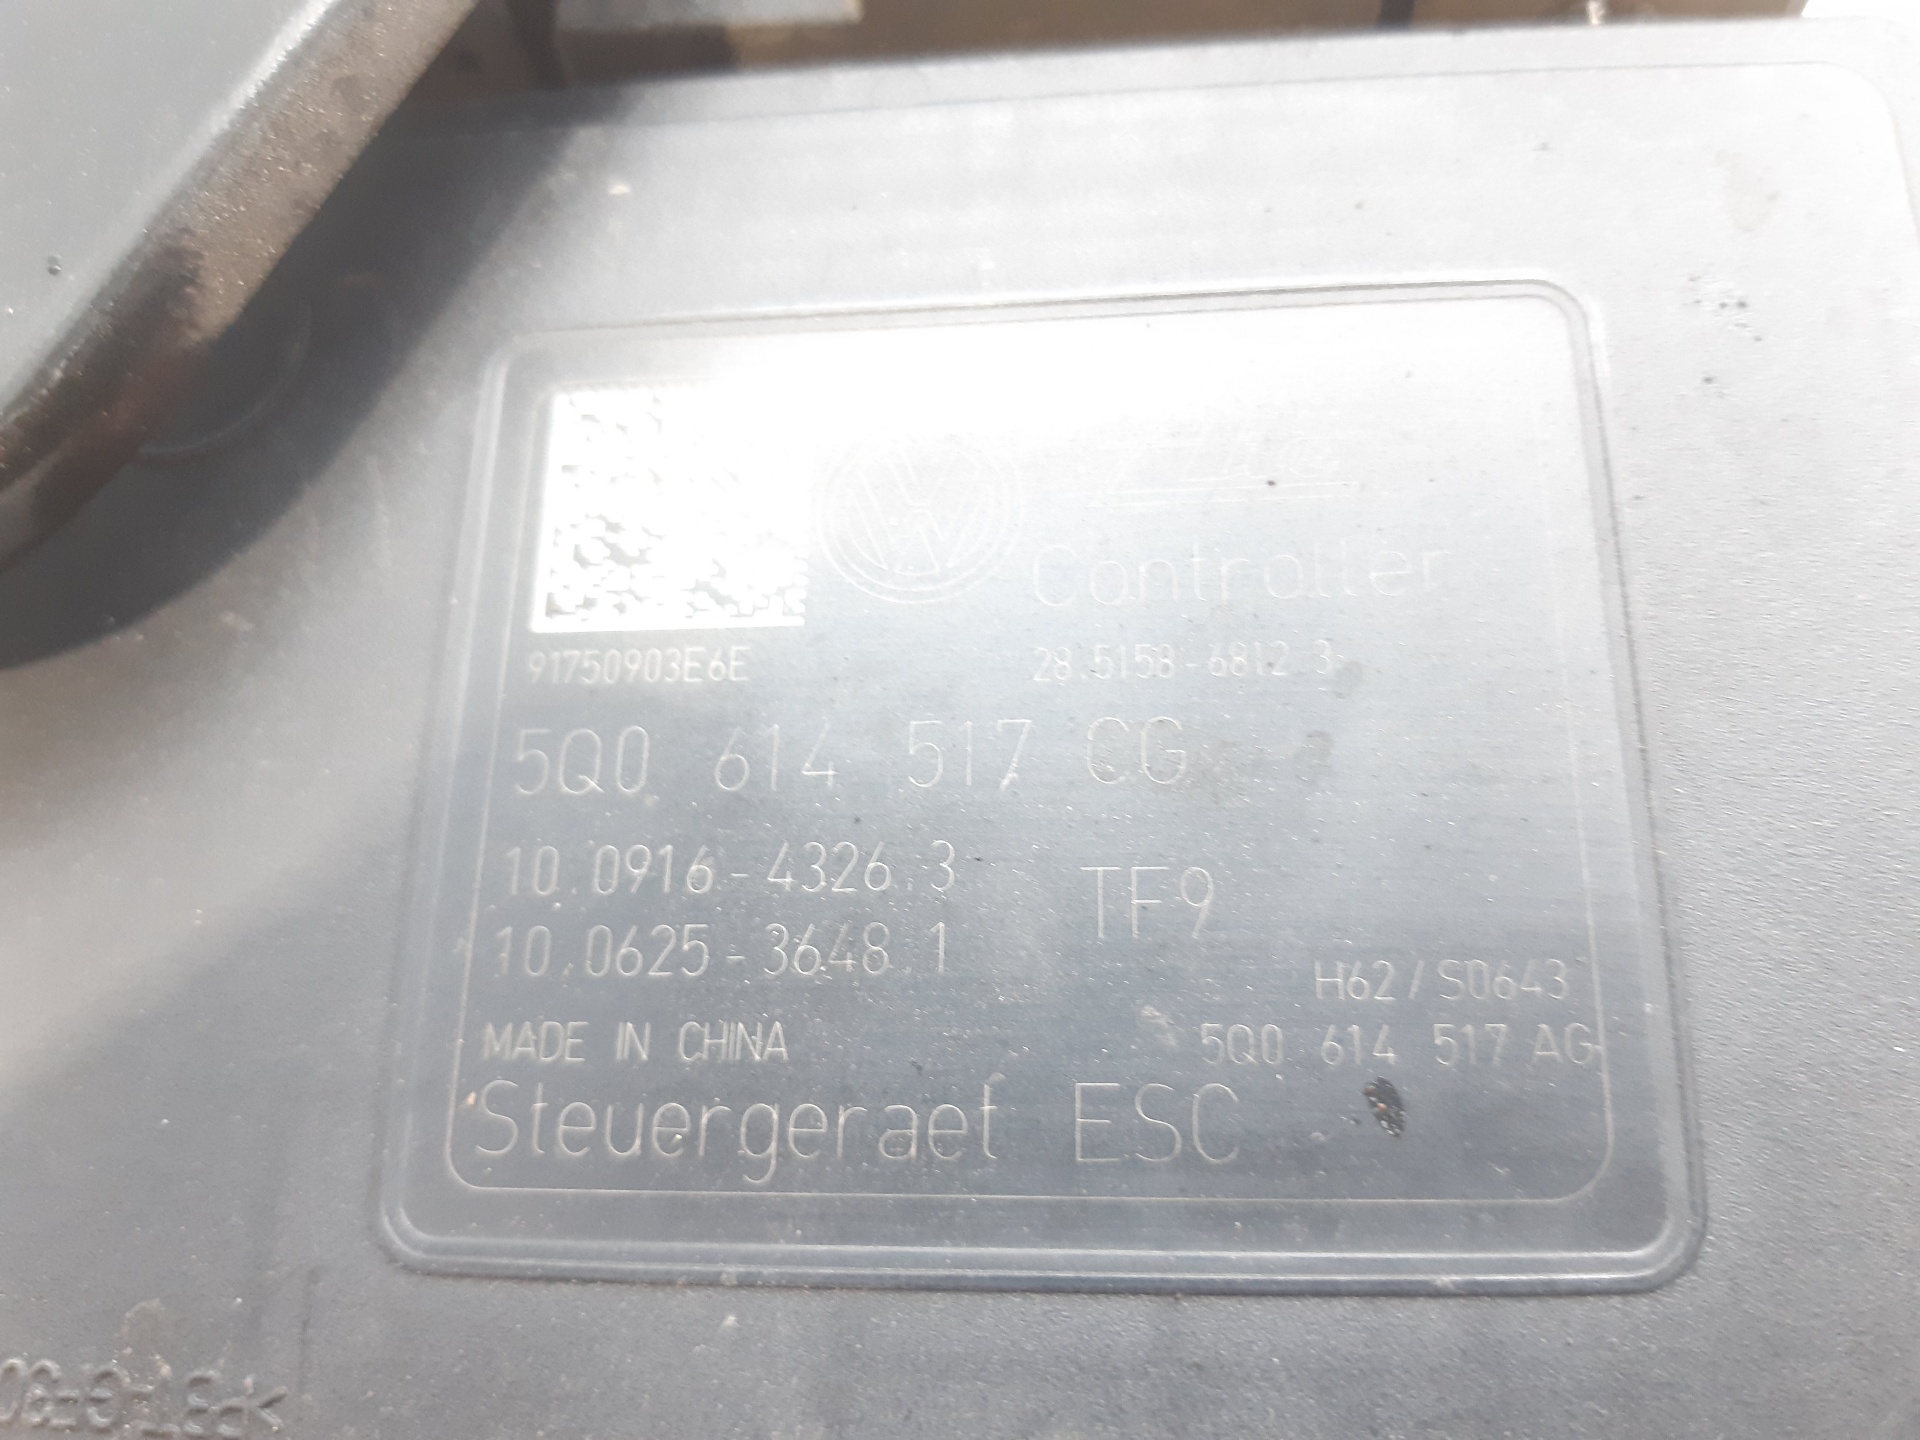 Controller
91750903E6E 28.5158-6812.3
5Q0 614 517 CG
10.0916-4326.3
TF9
10.0625-3648.1
H62/S0643
MADE IN CHINA 5Q0 614 517 AG
Steuergeraet ESC